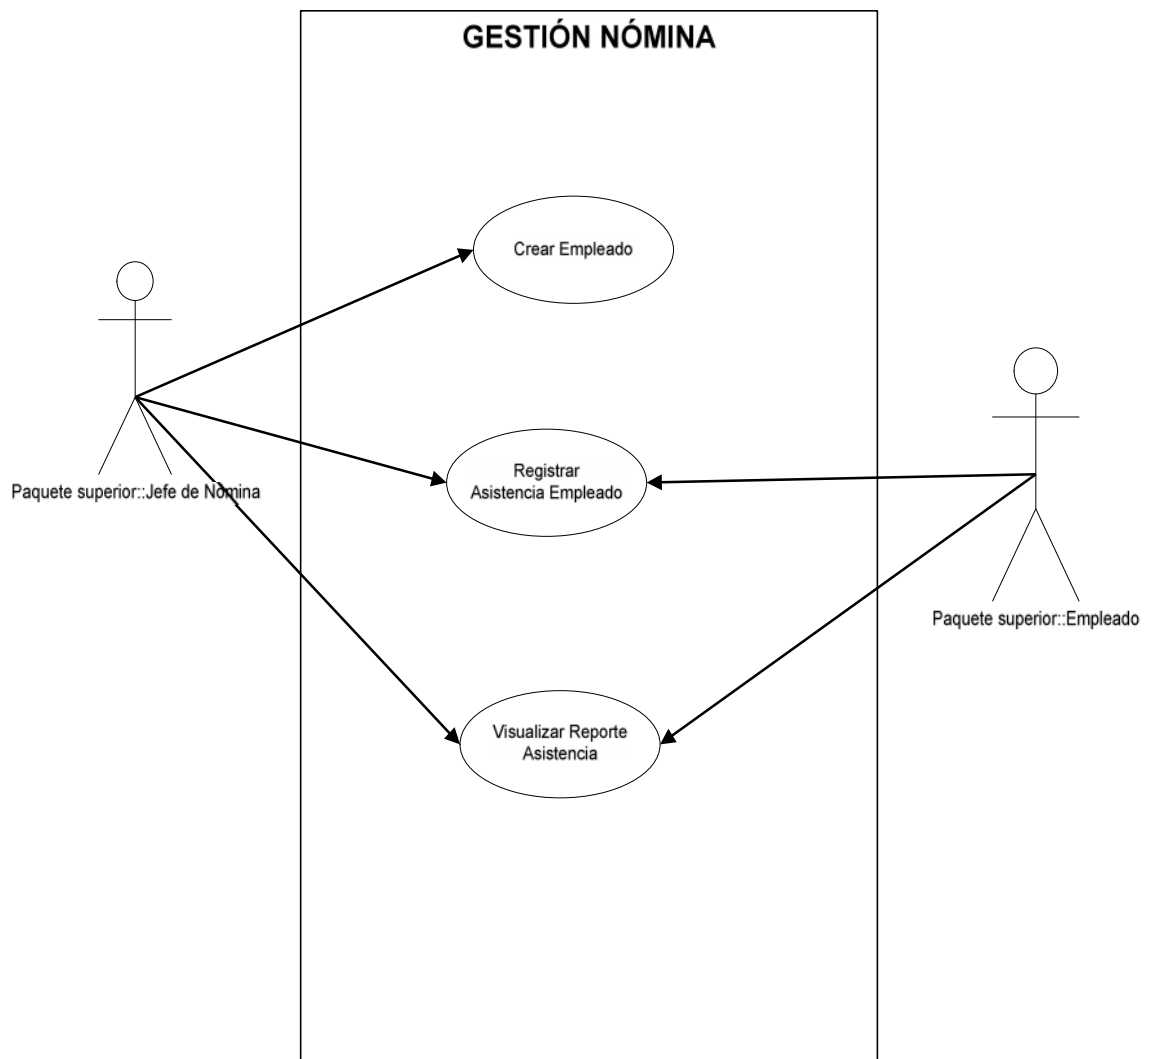 GESTIÓN NÓMINA
Crear Empleado
Paquete superior::Jefe de Nómina
Registrar
Asistencia Empleado
Paquete superior::Empleado
Visualizar Reporte
Asistencia